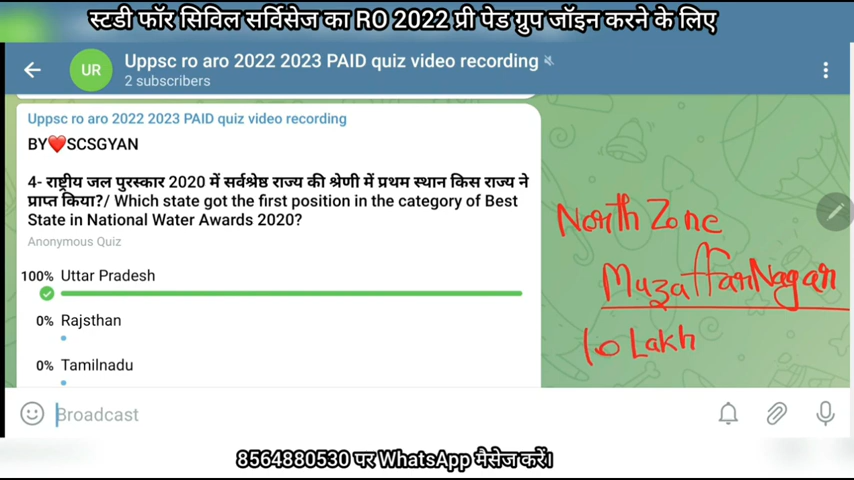 स्टडी फॉर सिविल सर्विसेज का RO 2022 प्री पेड ग्रुप जॉइन करने के लिए
UR
Uppsc ro aro 2022 2023 PAID quiz video recording
2 subscribers
Uppsc ro aro 2022 2023 PAID quiz video recording
BY❤️SCSGYAN
4- राष्ट्रीय जल पुरस्कार 2020 में सर्वश्रेष्ठ राज्य की श्रेणी में प्रथम स्थान किस राज्य ने
प्राप्त किया?/ Which state got the first position in the category of Best
State in National Water Awards 2020?
Anonymous Quiz
100% Uttar Pradesh
0% Rajsthan
0% Tamilnadu
North Zone
MuzaffarNagar
10 Lakh
Broadcast
8564880530 पर WhatsApp मैसेज करें।